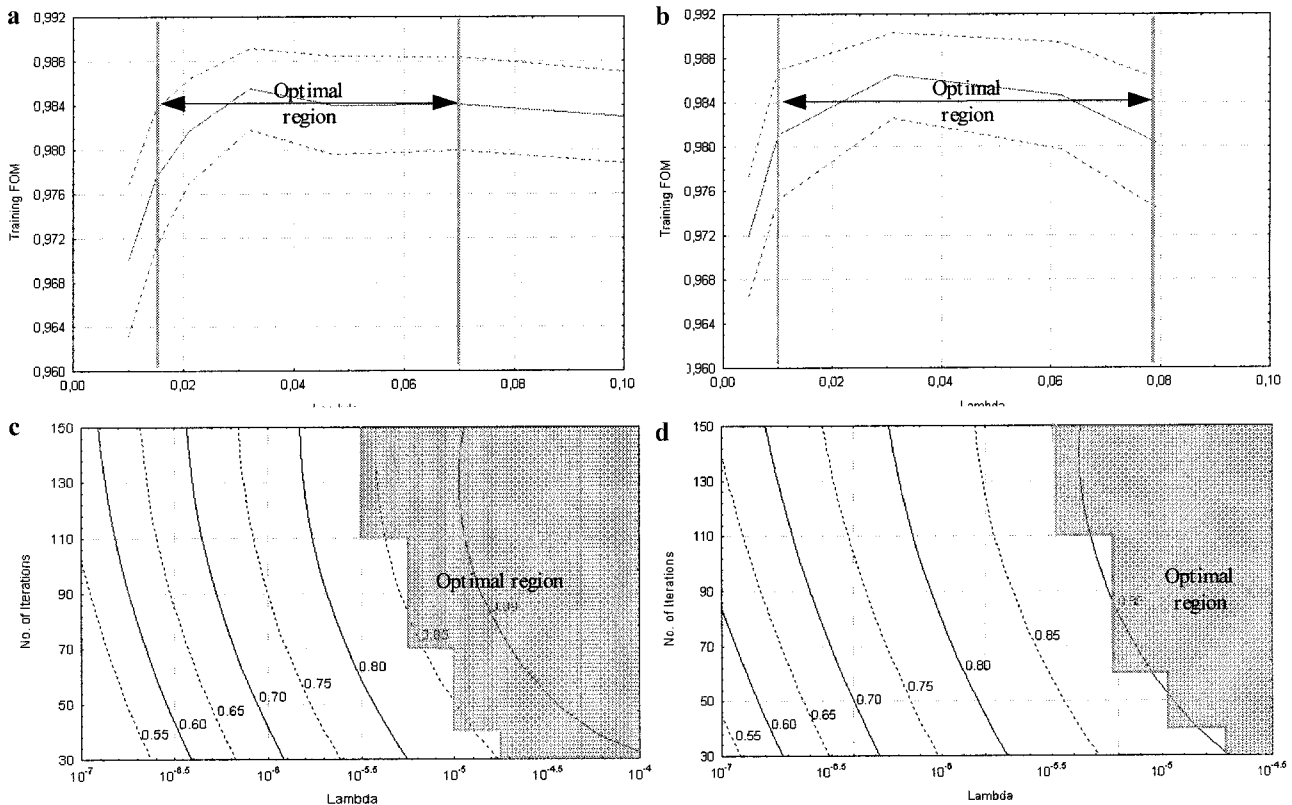 a
0,992
0,988
0,984
0,980
0,976
0,972
0,968
0,964
0,960
Training FOM
Optimal
region
0,00 0,02 0,04 0,06 0,08 0,10
Lambda
b
0,992
0,988
0,984
0,980
0,976
0,972
0,968
0,964
0,960
Training FOM
Optimal
region
0,00 0,02 0,04 0,06 0,08 0,10
Lambda
c
150
130
110
90
70
50
30
No. of Iterations
Optimal region
0.55 0.60 0.65 0.70 0.75 0.80 0.85
10^-7 10^-6.5 10^-6 10^-5.5 10^-5 10^-4.5 10^-4
Lambda
d
150
130
110
90
70
50
30
No. of Iterations
Optimal
region
0.55 0.60 0.65 0.70 0.75 0.80 0.85
10^-7 10^-6.5 10^-6 10^-5.5 10^-5 10^-4.5
Lambda